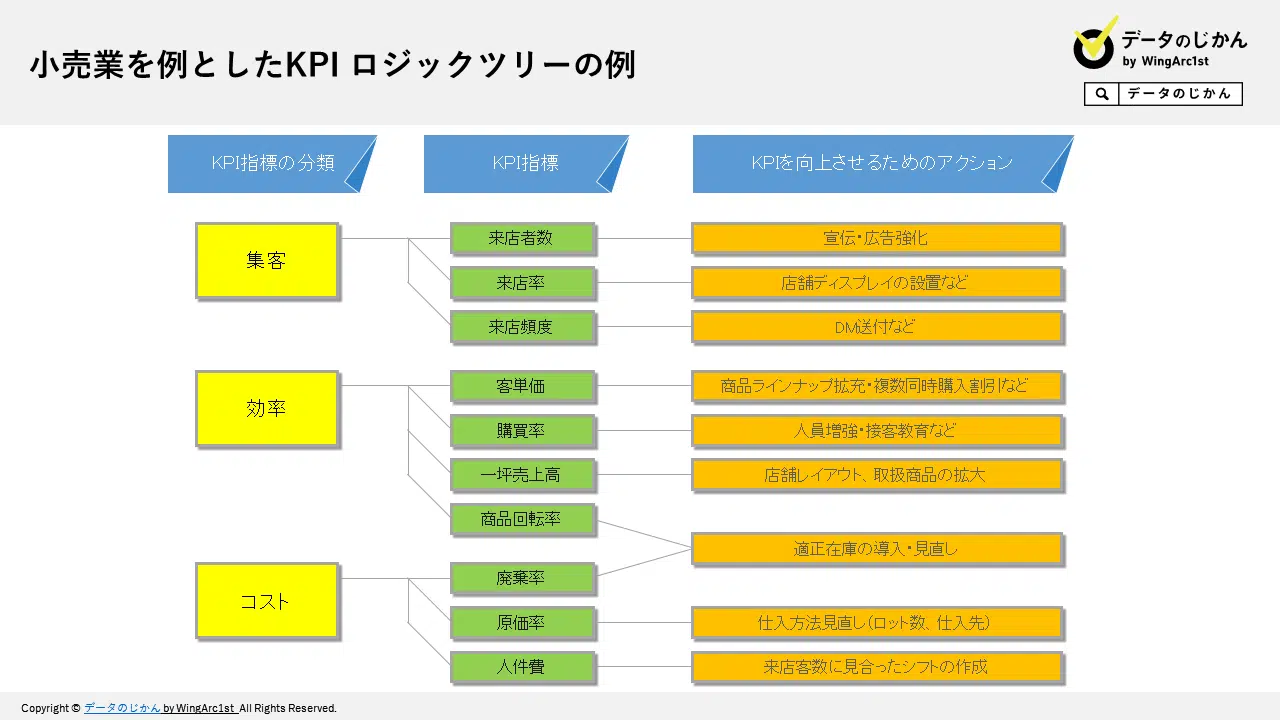 小売業を例としたKPI ロジックツリーの例
データのじかん
by WingArc1st
データのじかん
KPI指標の分類
KPI指標
KPIを向上させるためのアクション
集客
来店者数
宣伝・広告強化
来店率
店舗ディスプレイの設置など
来店頻度
DM送付など
効率
客単価
商品ラインナップ拡充・複数同時購入割引など
購買率
人員増強・接客教育など
一坪売上高
店舗レイアウト、取扱商品の拡大
商品回転率
適正在庫の導入・見直し
コスト
廃棄率
原価率
仕入方法見直し(ロット数、仕入先)
人件費
来店客数に見合ったシフトの作成
Copyright © データのじかん by WingArc1st All Rights Reserved.